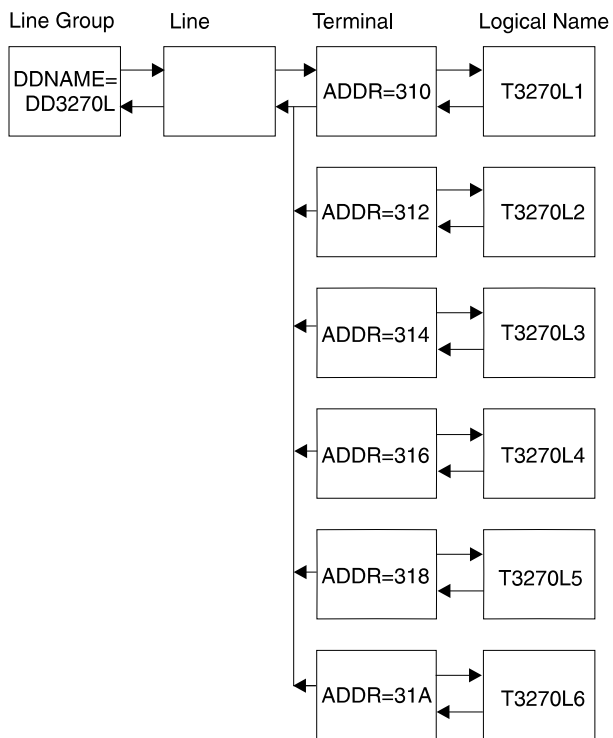 Line Group
Line
Terminal
Logical Name
DDNAME=
DD3270L
ADDR=310
T3270L1
ADDR=312
T3270L2
ADDR=314
T3270L3
ADDR=316
T3270L4
ADDR=318
T3270L5
ADDR=31A
T3270L6